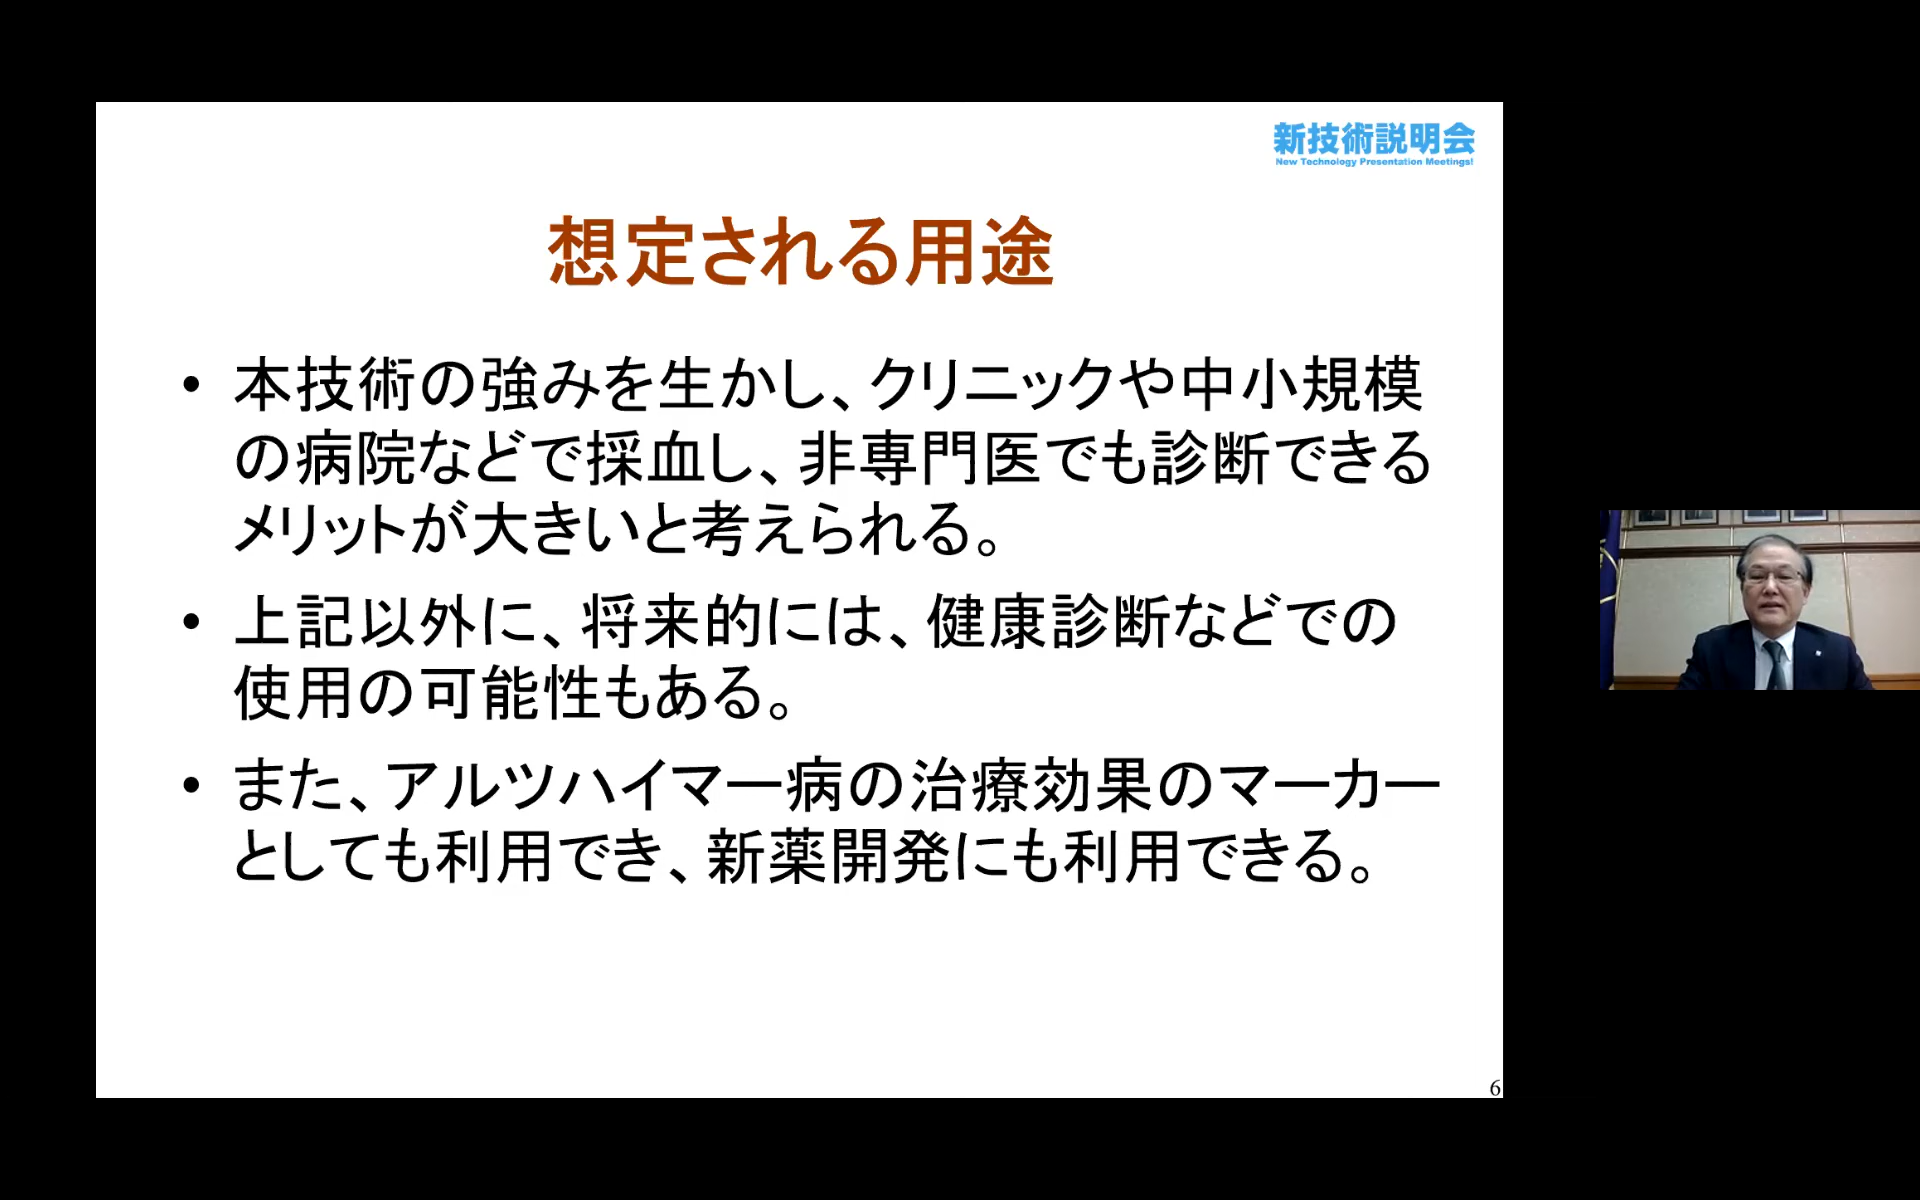 新技術説明会
New Technology Presentation Meetings!
想定される用途
• 本技術の強みを生かし、クリニックや中小規模
の病院などで採血し、非専門医でも診断できる
メリットが大きいと考えられる。
• 上記以外に、将来的には、健康診断などでの
使用の可能性もある。
• また、アルツハイマー病の治療効果のマーカー
としても利用でき、新薬開発にも利用できる。
6